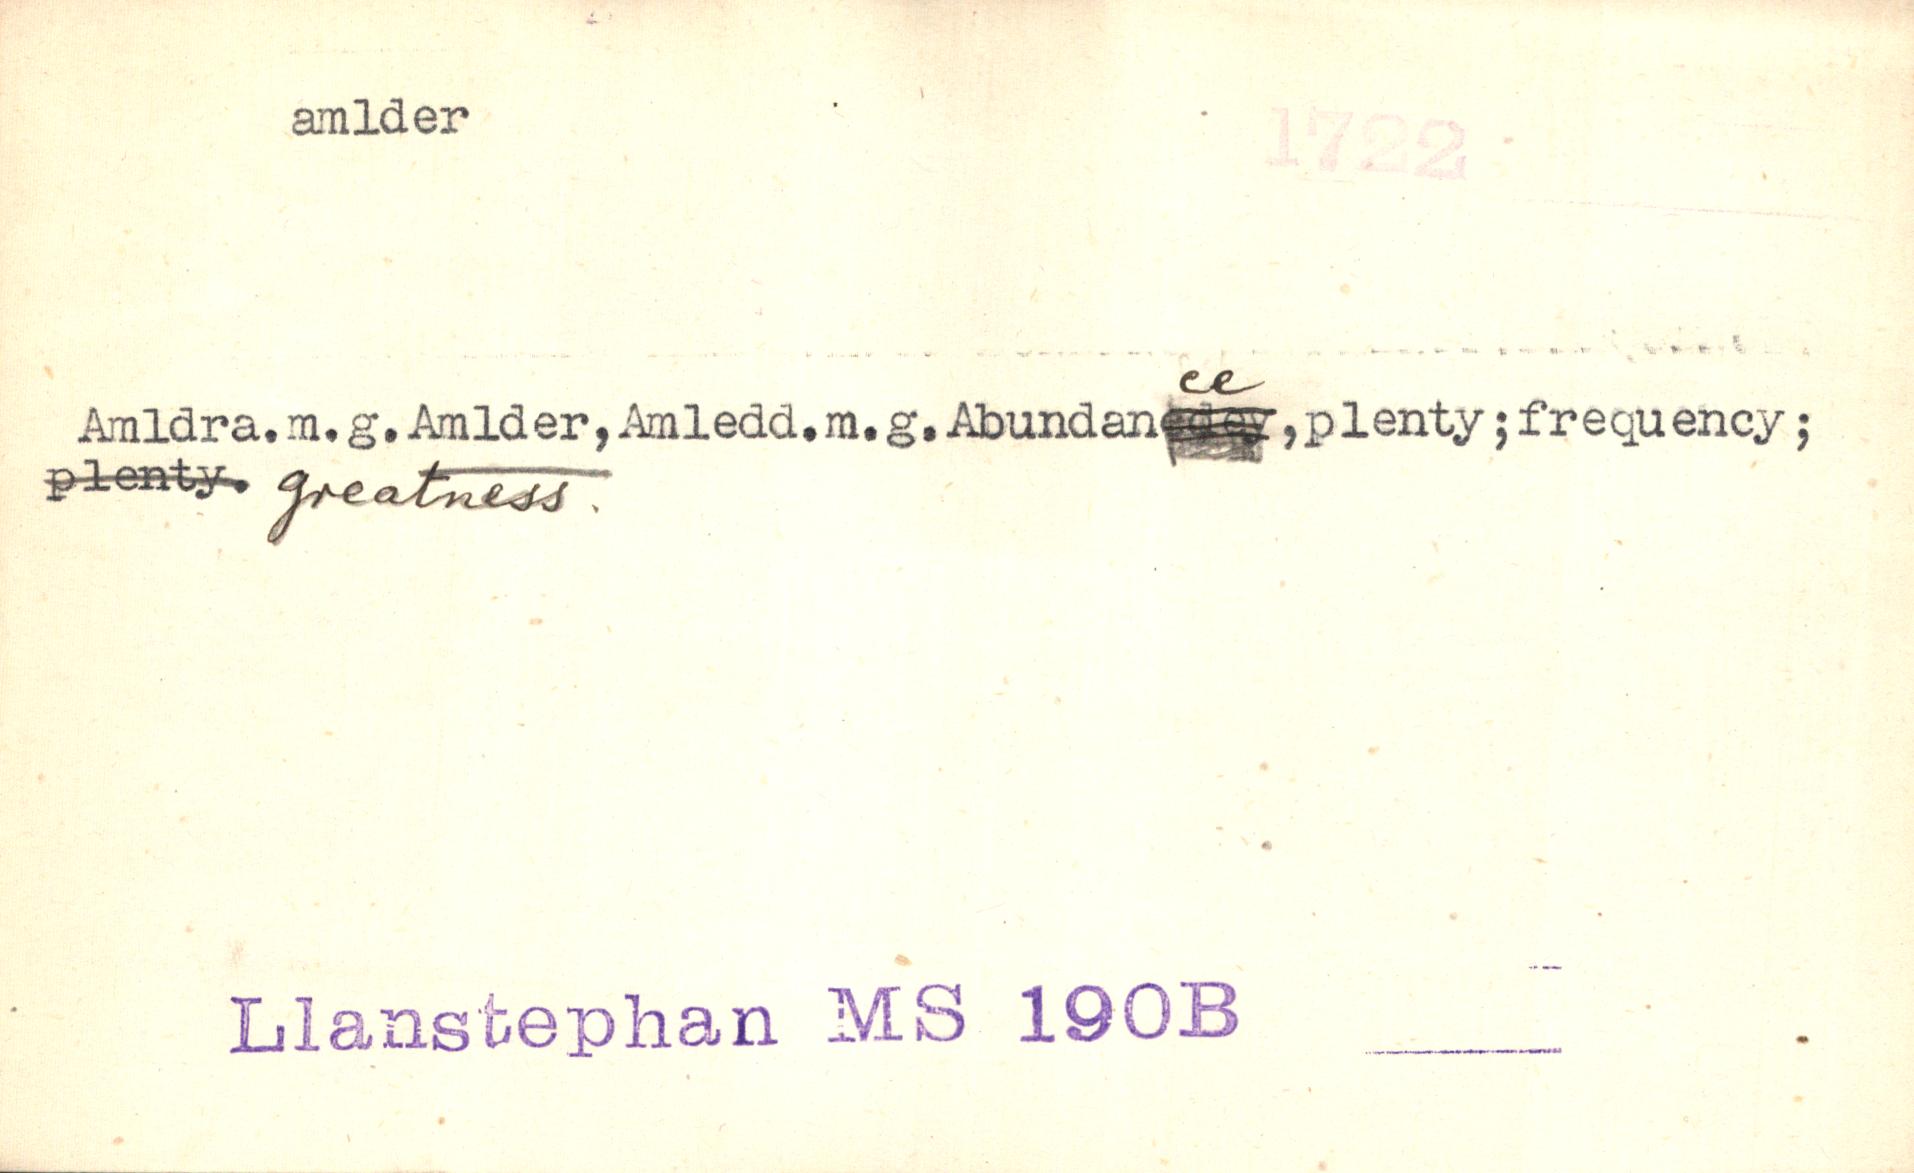 amlder
1722
Amldra.m.g.Amlder,Amledd.m.g.Abundance,plenty;frequency;
plenty. greatness.
Llanstephan MS 190B